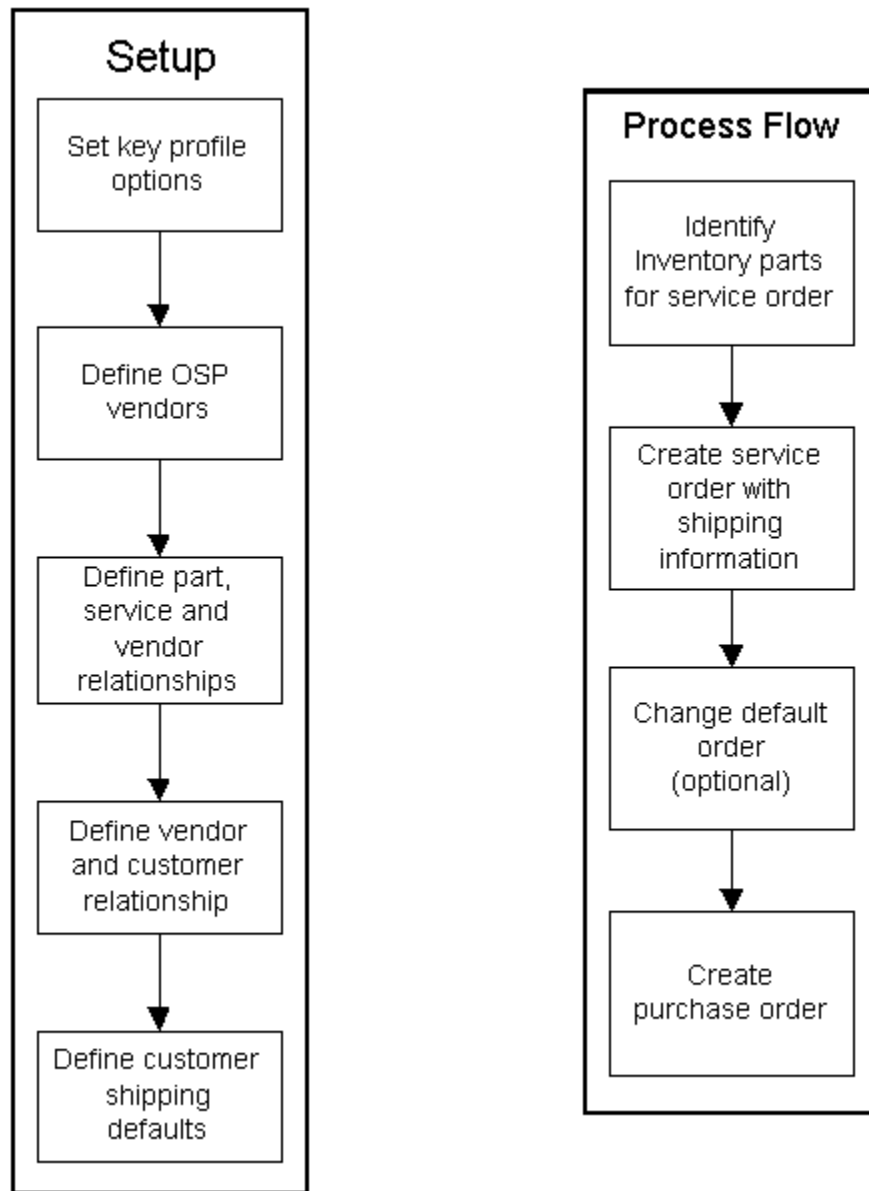 Setup
Set key profile
options
Define OSP
vendors
Define part,
service and
vendor
relationships
Define vendor
and customer
relationship
Define customer
shipping
defaults
Process Flow
Identify
Inventory parts
for service order
Create service
order with
shipping
information
Change default
order
(optional)
Create
purchase order